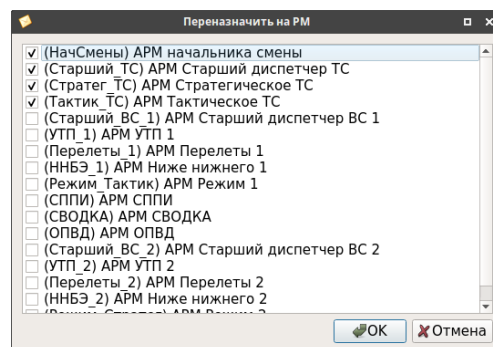 Переназначить на РМ
(НачСмены) АРМ начальника смены
(Старший_ТС) АРМ Старший диспетчер ТС
(Стратег_ТС) АРМ Стратегическое ТС
(Тактик_ТС) АРМ Тактическое ТС
(Старший_ВС_1) АРМ Старший диспетчер ВС 1
(УТП_1) АРМ УТП 1
(Перелеты_1) АРМ Перелеты 1
(ННБЭ_1) АРМ Ниже нижнего 1
(Режим_Тактик) АРМ Режим 1
(СППИ) АРМ СППИ
(СВОДКА) АРМ СВОДКА
(ОПВД) АРМ ОПВД
(Старший_ВС_2) АРМ Старший диспетчер ВС 2
(УТП_2) АРМ УТП 2
(Перелеты_2) АРМ Перелеты 2
(ННБЭ_2) АРМ Ниже нижнего 2
OK Отмена